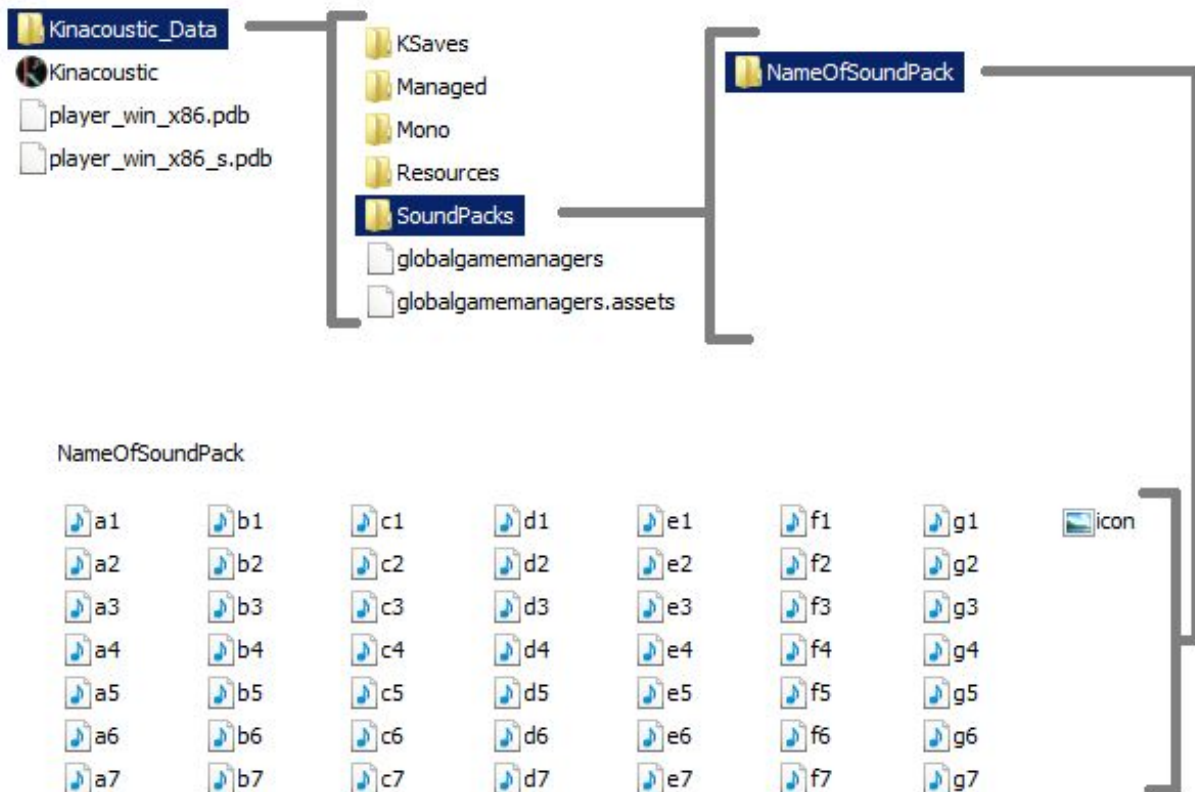 Kinacoustic_Data
Kinacoustic
player_win_x86.pdb
player_win_x86_s.pdb
KSaves
Managed
Mono
Resources
SoundPacks
globalgamemanagers
globalgamemanagers.assets
NameOfSoundPack
NameOfSoundPack
a1 b1 c1 d1 e1 f1 g1 icon
a2 b2 c2 d2 e2 f2 g2
a3 b3 c3 d3 e3 f3 g3
a4 b4 c4 d4 e4 f4 g4
a5 b5 c5 d5 e5 f5 g5
a6 b6 c6 d6 e6 f6 g6
a7 b7 c7 d7 e7 f7 g7